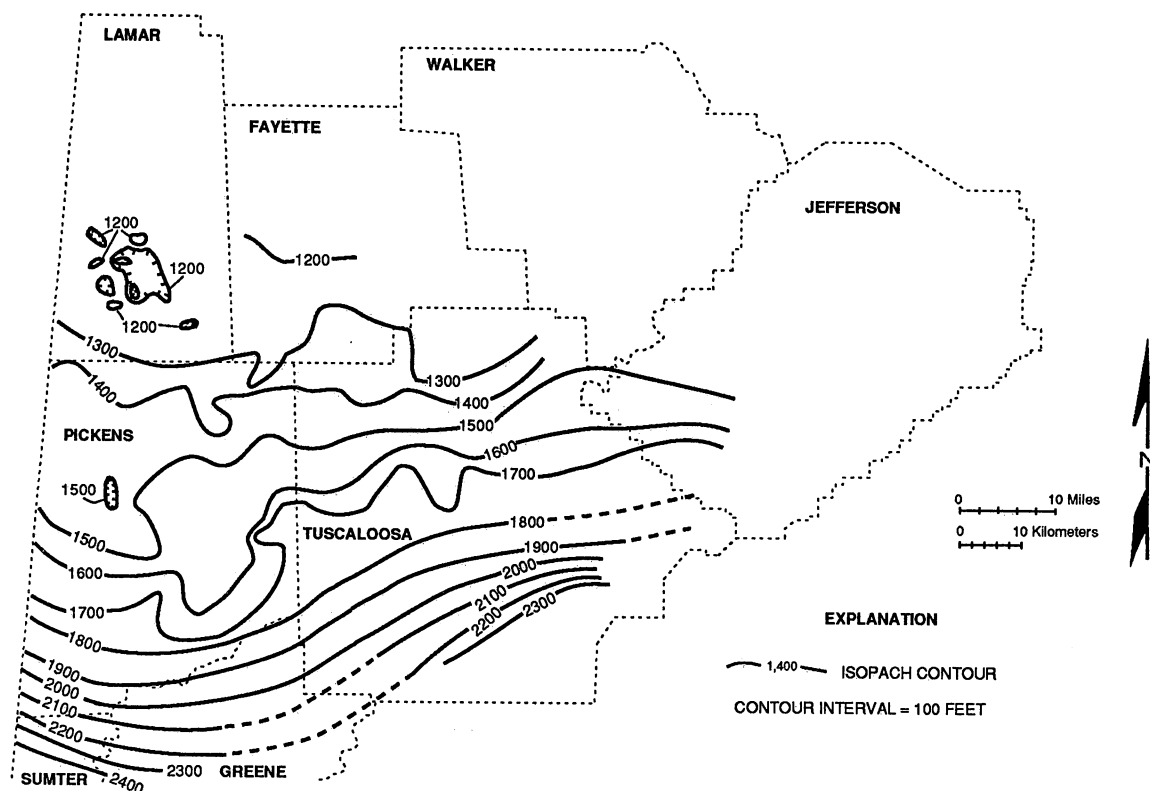 LAMAR
WALKER
FAYETTE
JEFFERSON
1200
1200
1200
1200
1300
1400
1300
1400
1500
1600
1700
PICKENS
1500
1500
1600
1700
1800
1900
2000
2100
2200
2300
2400
TUSCALOOSA
1800
1900
2000
2100
2200
2300
GREENE
SUMTER
0 10 Miles
0 10 Kilometers
N
EXPLANATION
1,400 ISOPACH CONTOUR
CONTOUR INTERVAL = 100 FEET